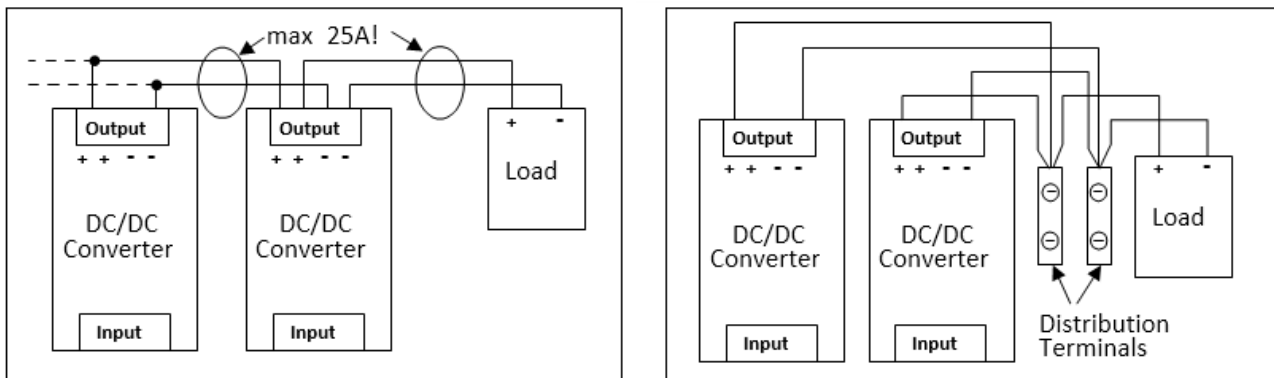 max 25A!
Output
+ + - -
DC/DC
Converter
Input
Output
+ + - -
DC/DC
Converter
Input
+ -
Load
Output
+ + - -
DC/DC
Converter
Input
Output
+ + - -
DC/DC
Converter
Input
+ -
Load
Distribution
Terminals